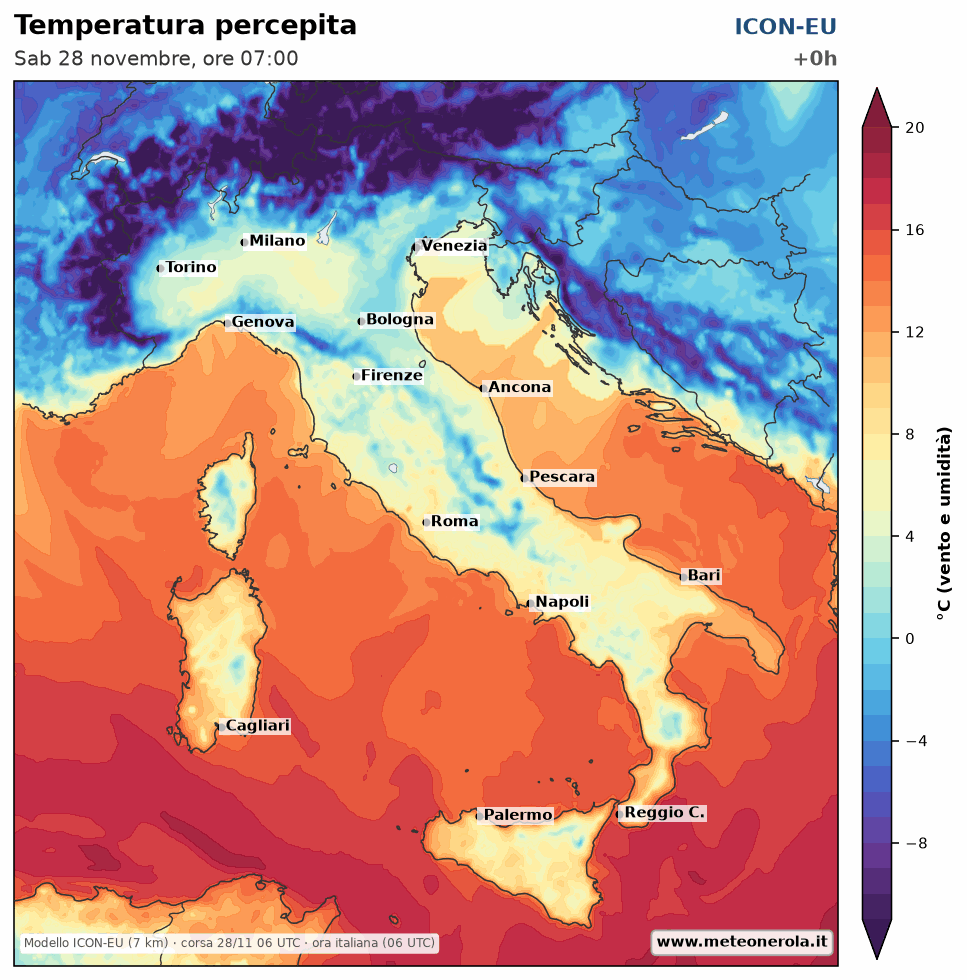 Temperatura percepita
ICON-EU
Sab 28 novembre, ore 07:00
+0h
20
16
12
8
4
0
−4
−8
°C (vento e umidità)
Milano
Venezia
Torino
Genova
Bologna
Firenze
Ancona
Pescara
Roma
Bari
Napoli
Cagliari
Palermo
Reggio C.
Modello ICON-EU (7 km) · corsa 28/11 06 UTC · ora italiana (06 UTC)
www.meteonerola.it